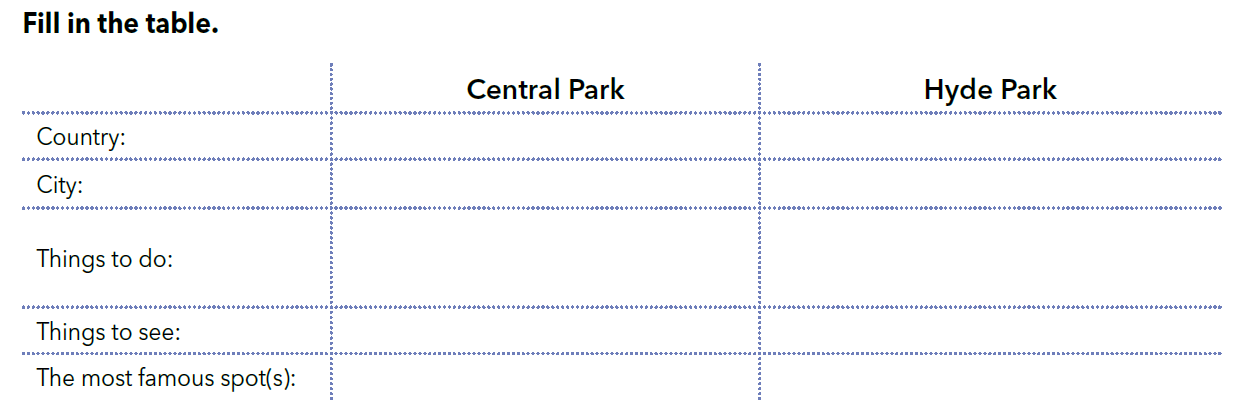 Fill in the table.
Central Park Hyde Park
Country:
City:
Things to do:
Things to see:
The most famous spot(s):